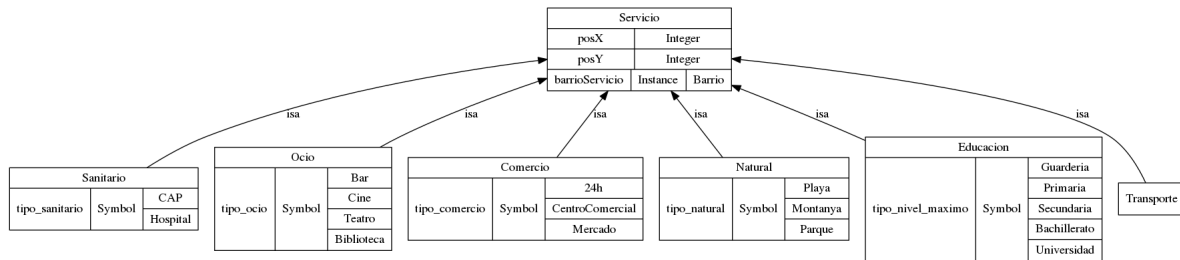 Servicio
posX Integer
posY Integer
barrioServicio Instance Barrio
isa isa isa isa isa isa
Sanitario
tipo_sanitario Symbol CAP
Hospital
Ocio
tipo_ocio Symbol Bar
Cine
Teatro
Biblioteca
Comercio
tipo_comercio Symbol 24h
CentroComercial
Mercado
Natural
tipo_natural Symbol Playa
Montanya
Parque
Educacion
tipo_nivel_maximo Symbol Guarderia
Primaria
Secundaria
Bachillerato
Universidad
Transporte